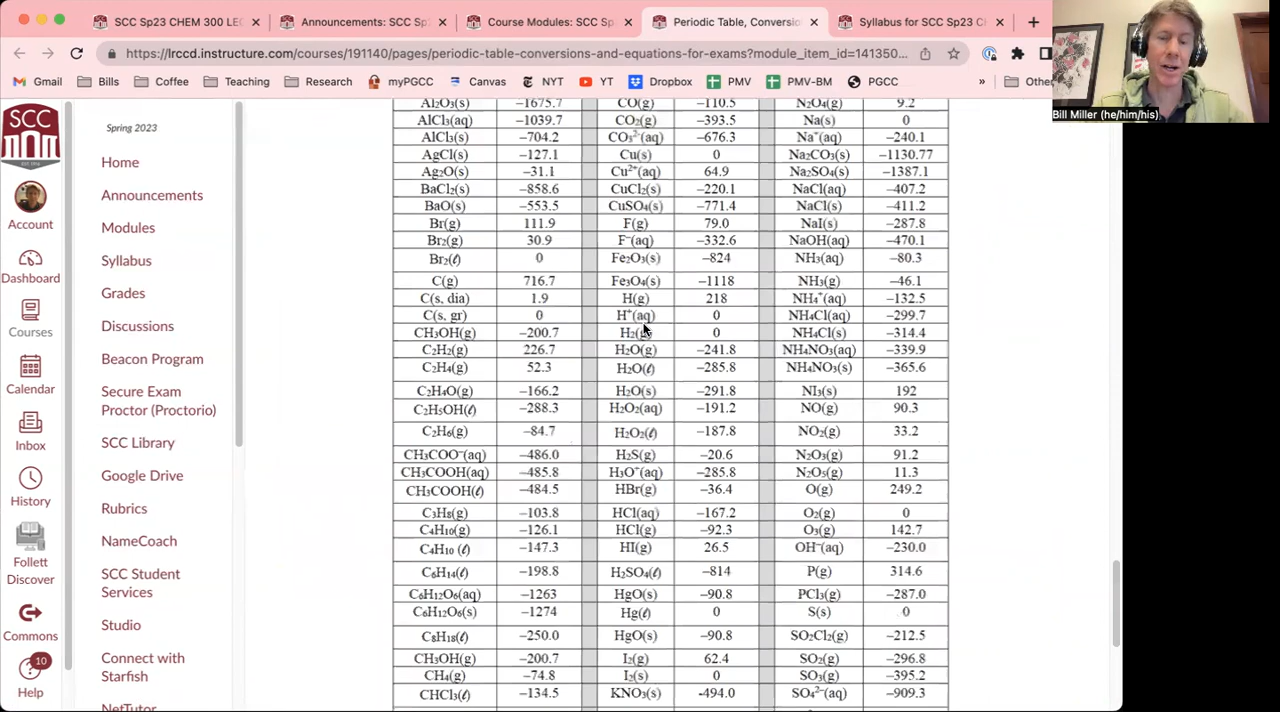 SCC Sp23 CHEM 300 LEC
Announcements: SCC Sp
Course Modules: SCC Sp
Periodic Table, Conversio
Syllabus for SCC Sp23 C
https://lrccd.instructure.com/courses/191140/pages/periodic-table-conversions-and-equations-for-exams?module_item_id=141350...
Gmail Bills Coffee Teaching Research myPGCC Canvas NYT YT Dropbox PMV PMV-BM PGCC » Other
Bill Miller (he/him/his)
SCC
Account
Dashboard
Courses
Calendar
Inbox
History
Follett
Discover
Commons
10
Help
Spring 2023
Home
Announcements
Modules
Syllabus
Grades
Discussions
Beacon Program
Secure Exam
Proctor (Proctorio)
SCC Library
Google Drive
Rubrics
NameCoach
SCC Student
Services
Studio
Connect with
Starfish
NetTutor
Al₂O₃(s) −1675.7 CO(g) −110.5 N₂O₄(g) 9.2
AlCl₃(aq) −1039.7 CO₂(g) −393.5 Na(s) 0
AlCl₃(s) −704.2 CO₃²⁻(aq) −676.3 Na⁺(aq) −240.1
AgCl(s) −127.1 Cu(s) 0 Na₂CO₃(s) −1130.77
Ag₂O(s) −31.1 Cu²⁺(aq) 64.9 Na₂SO₄(s) −1387.1
BaCl₂(s) −858.6 CuCl₂(s) −220.1 NaCl(aq) −407.2
BaO(s) −553.5 CuSO₄(s) −771.4 NaCl(s) −411.2
Br(g) 111.9 F(g) 79.0 NaI(s) −287.8
Br₂(g) 30.9 F⁻(aq) −332.6 NaOH(aq) −470.1
Br₂(ℓ) 0 Fe₂O₃(s) −824 NH₃(aq) −80.3
C(g) 716.7 Fe₃O₄(s) −1118 NH₃(g) −46.1
C(s, dia) 1.9 H(g) 218 NH₄⁺(aq) −132.5
C(s, gr) 0 H⁺(aq) 0 NH₄Cl(aq) −299.7
CH₃OH(g) −200.7 H₂(g) 0 NH₄Cl(s) −314.4
C₂H₂(g) 226.7 H₂O(g) −241.8 NH₄NO₃(aq) −339.9
C₂H₄(g) 52.3 H₂O(ℓ) −285.8 NH₄NO₃(s) −365.6
C₂H₄O(g) −166.2 H₂O(s) −291.8 NI₃(s) 192
C₂H₅OH(ℓ) −288.3 H₂O₂(aq) −191.2 NO(g) 90.3
C₂H₆(g) −84.7 H₂O₂(ℓ) −187.8 NO₂(g) 33.2
CH₃COO⁻(aq) −486.0 H₂S(g) −20.6 N₂O₃(g) 91.2
CH₃COOH(aq) −485.8 H₃O⁺(aq) −285.8 N₂O₅(g) 11.3
CH₃COOH(ℓ) −484.5 HBr(g) −36.4 O(g) 249.2
C₃H₈(g) −103.8 HCl(aq) −167.2 O₂(g) 0
C₄H₁₀(g) −126.1 HCl(g) −92.3 O₃(g) 142.7
C₄H₁₀ (ℓ) −147.3 HI(g) 26.5 OH⁻(aq) −230.0
C₆H₁₄(ℓ) −198.8 H₂SO₄(ℓ) −814 P(g) 314.6
C₆H₁₂O₆(aq) −1263 HgO(s) −90.8 PCl₃(g) −287.0
C₆H₁₂O₆(s) −1274 Hg(ℓ) 0 S(s) 0
C₈H₁₈(ℓ) −250.0 HgO(s) −90.8 SO₂Cl₂(g) −212.5
CH₃OH(g) −200.7 I₂(g) 62.4 SO₂(g) −296.8
CH₄(g) −74.8 I₂(s) 0 SO₃(g) −395.2
CHCl₃(ℓ) −134.5 KNO₃(s) -494.0 SO₄²⁻(aq) −909.3